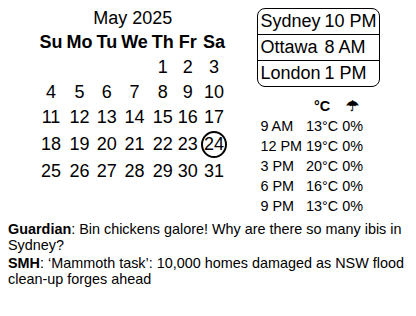 May 2025
Su Mo Tu We Th Fr Sa
1 2 3
4 5 6 7 8 9 10
11 12 13 14 15 16 17
18 19 20 21 22 23 24
25 26 27 28 29 30 31
Sydney 10 PM
Ottawa 8 AM
London 1 PM
°C ☂
9 AM 13°C 0%
12 PM 19°C 0%
3 PM 20°C 0%
6 PM 16°C 0%
9 PM 13°C 0%
Guardian: Bin chickens galore! Why are there so many ibis in
Sydney?
SMH: ‘Mammoth task’: 10,000 homes damaged as NSW flood
clean-up forges ahead